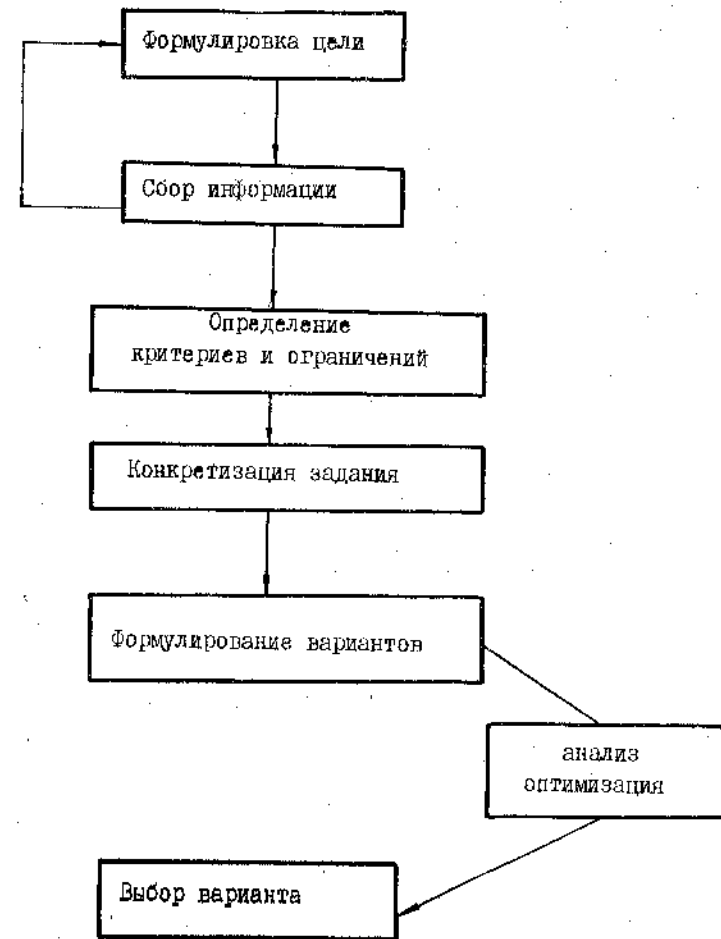 Формулировка цели
Сбор информации
Определение
критериев и ограничений
Конкретизация задания
Формулирование вариантов
анализ
оптимизация
Выбор варианта